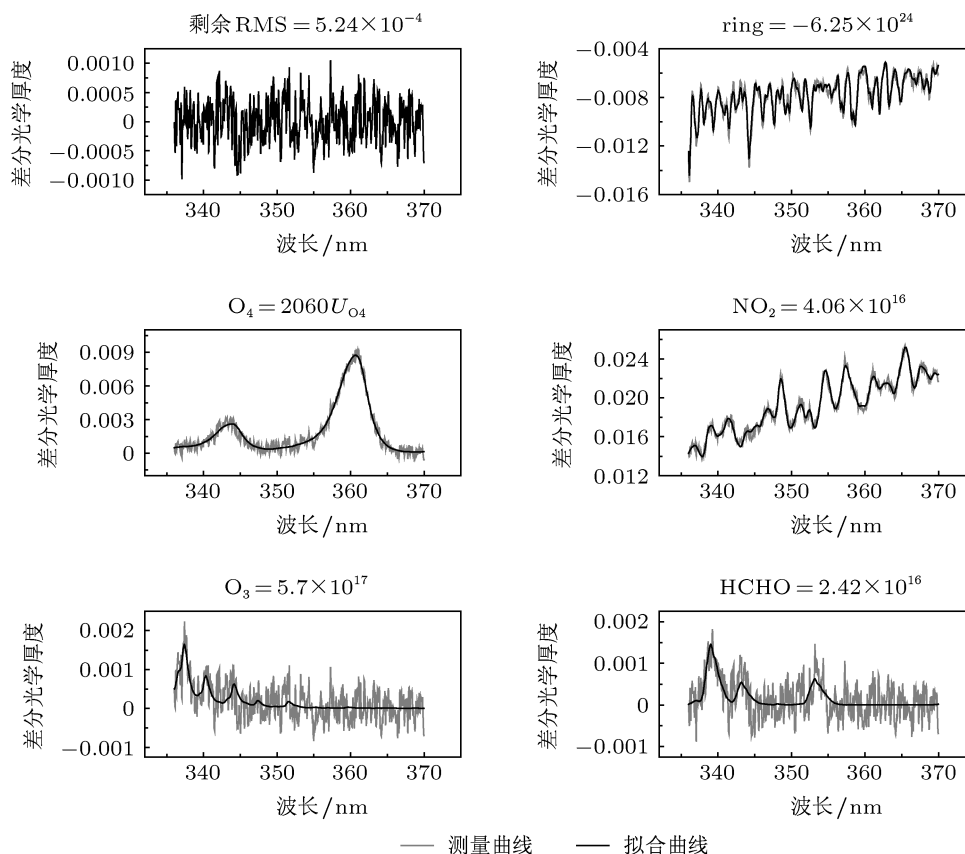 剩余RMS = 5.24×10⁻⁴
差分光学厚度
0.0010
0.0005
0
−0.0005
−0.0010
340 350 360 370
波长/nm
ring = −6.25×10²⁴
差分光学厚度
−0.004
−0.008
−0.012
−0.016
340 350 360 370
波长/nm
O₄ = 2060U_O4
差分光学厚度
0.009
0.006
0.003
0
340 350 360 370
波长/nm
NO₂ = 4.06×10¹⁶
差分光学厚度
0.024
0.020
0.016
0.012
340 350 360 370
波长/nm
O₃ = 5.7×10¹⁷
差分光学厚度
0.002
0.001
0
−0.001
340 350 360 370
波长/nm
HCHO = 2.42×10¹⁶
差分光学厚度
0.002
0.001
0
−0.001
340 350 360 370
波长/nm
测量曲线 拟合曲线